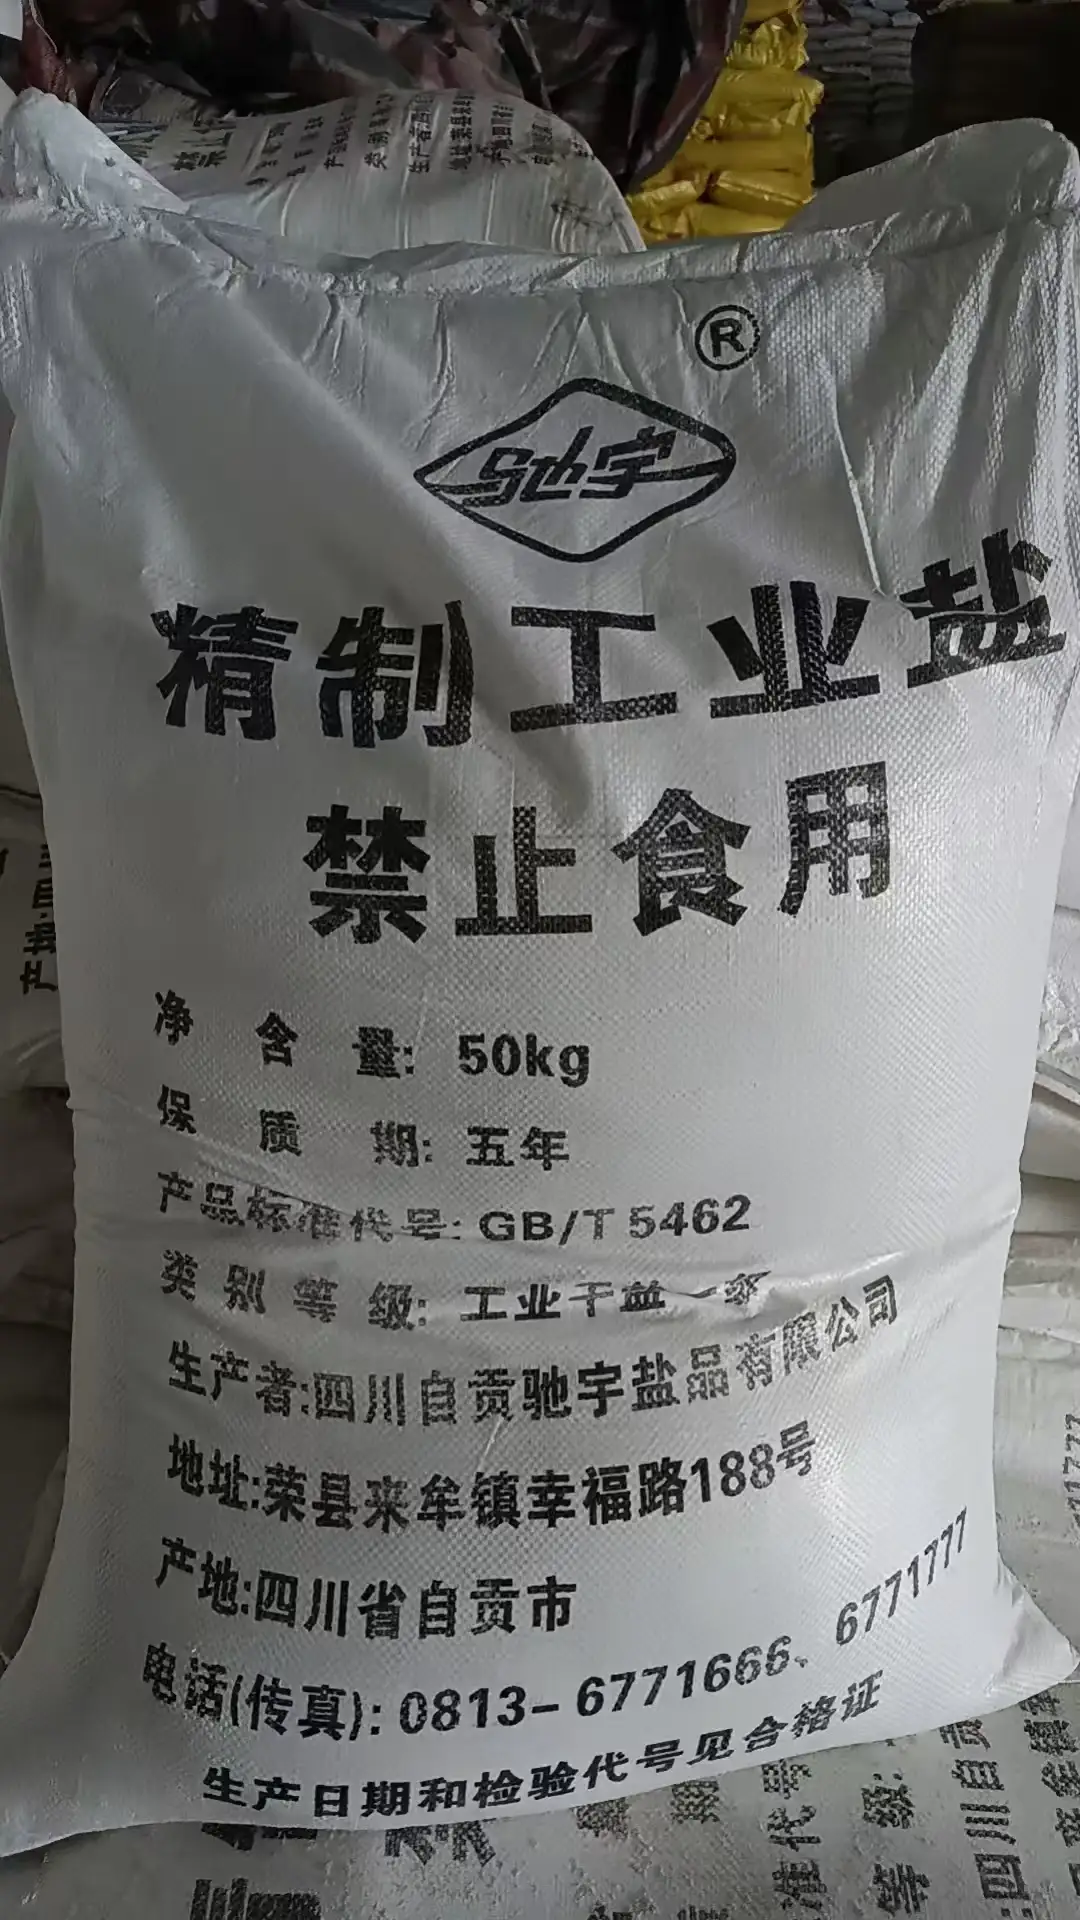 ®
驰宇
精制工业盐
禁止食用
净含量: 50kg
保质期: 五年
产品标准代号: GB/T 5462
类别等级: 工业干盐一级
生产者:四川自贡驰宇盐品有限公司
地址:荣县来牟镇幸福路188号
产地:四川省自贡市
电话(传真): 0813-6771666、6771777
生产日期和检验代号见合格证